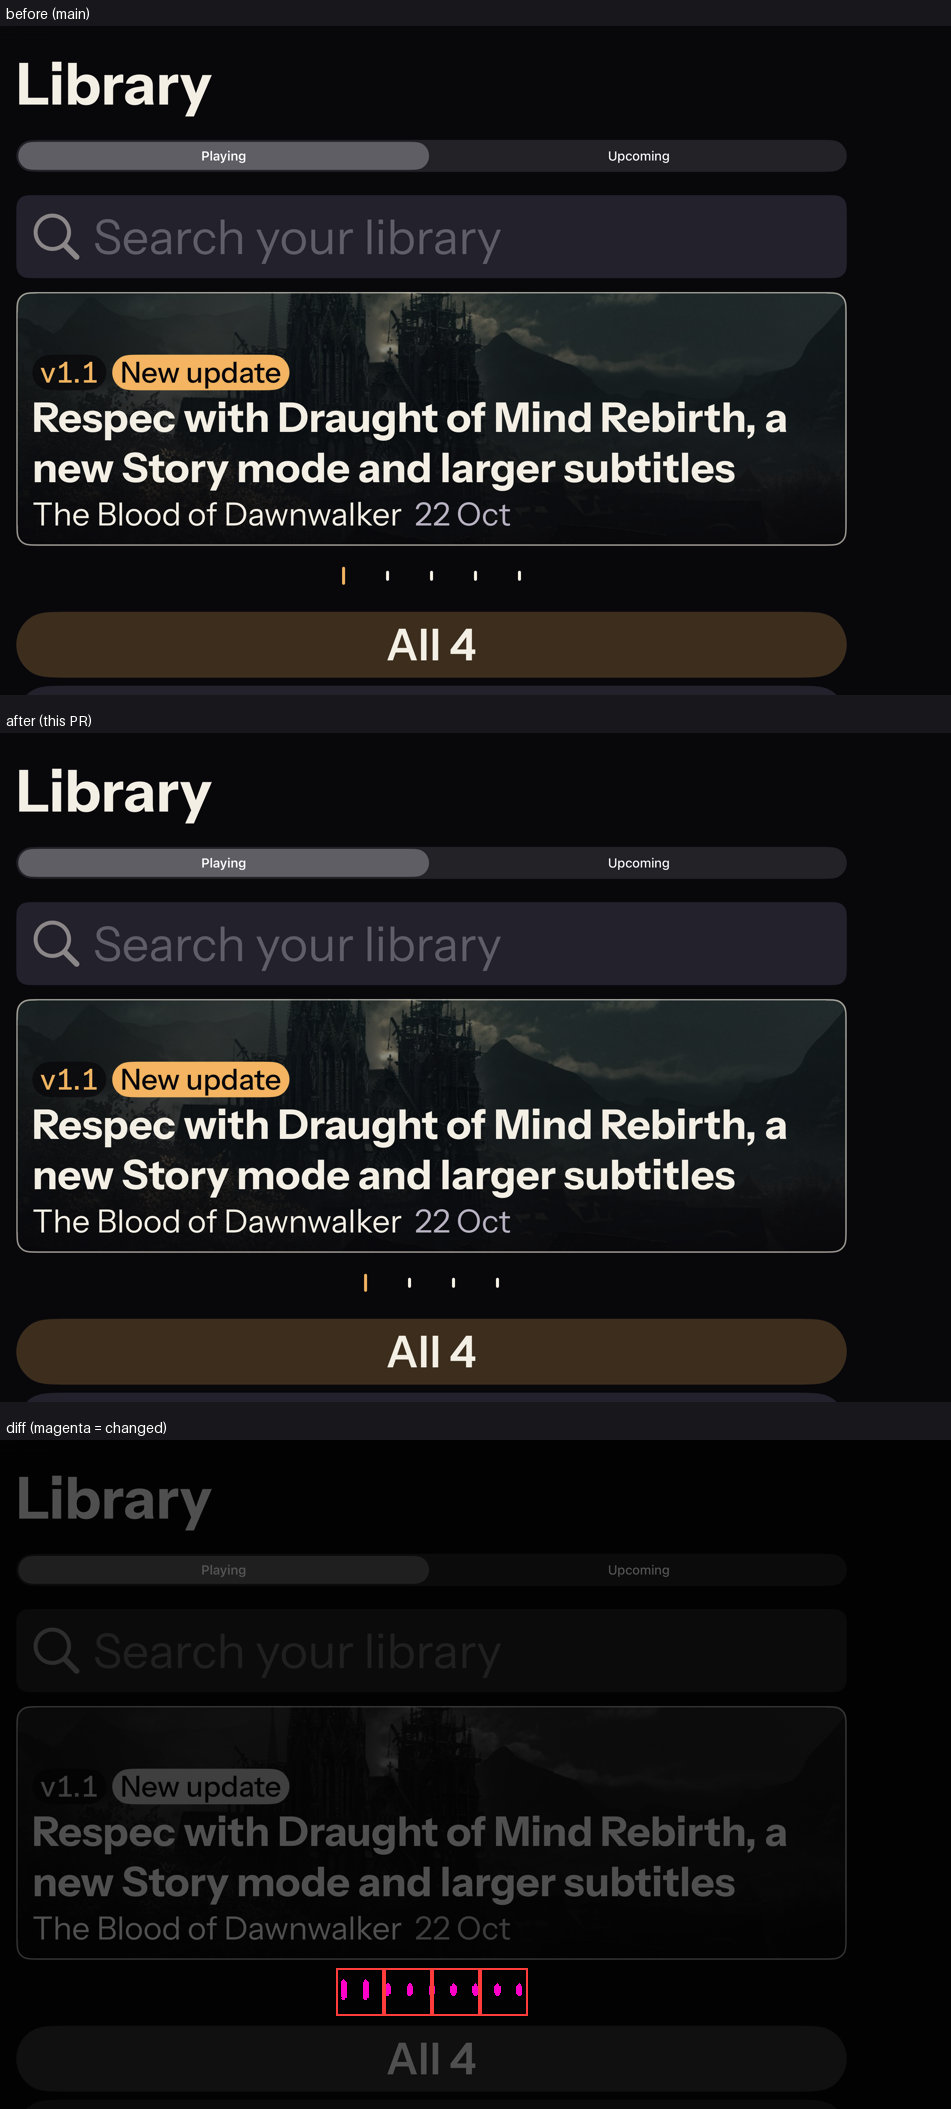 before (main)
Library
Playing
Upcoming
Search your library
v1.1 New update
Respec with Draught of Mind Rebirth, a
new Story mode and larger subtitles
The Blood of Dawnwalker 22 Oct
All 4
after (this PR)
Library
Playing
Upcoming
Search your library
v1.1 New update
Respec with Draught of Mind Rebirth, a
new Story mode and larger subtitles
The Blood of Dawnwalker 22 Oct
All 4
diff (magenta = changed)
Library
Playing
Upcoming
Search your library
v1.1 New update
Respec with Draught of Mind Rebirth, a
new Story mode and larger subtitles
The Blood of Dawnwalker 22 Oct
All 4